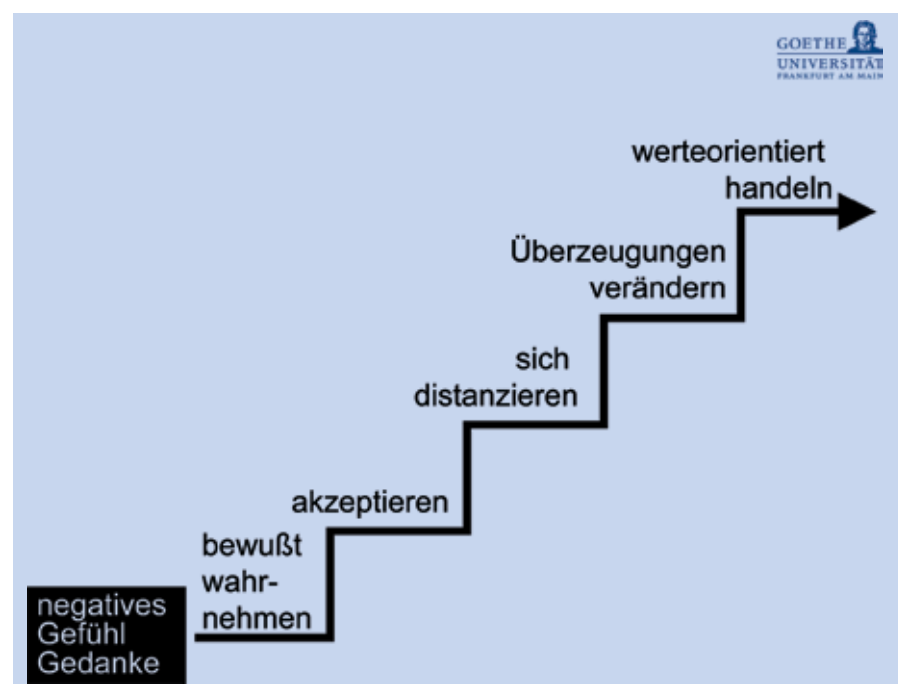 GOETHE
UNIVERSITÄT
FRANKFURT AM MAIN
werteorientiert
handeln
Überzeugungen
verändern
sich
distanzieren
akzeptieren
bewußt
wahr-
nehmen
negatives
Gefühl
Gedanke